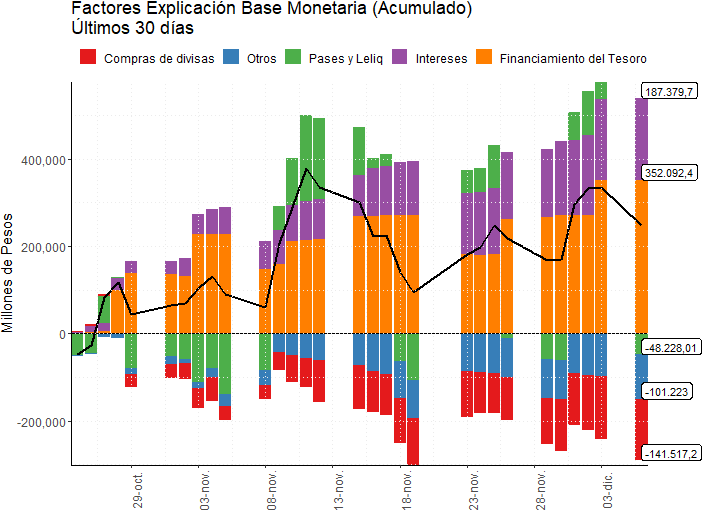 Factores Explicación Base Monetaria (Acumulado)
Últimos 30 días
Compras de divisas Otros Pases y Leliq Intereses Financiamiento del Tesoro
Millones de Pesos
400,000
200,000
0
-200,000
187.379,7
352.092,4
-48.228,01
-101.223
-141.517,2
29-oct.
03-nov.
08-nov.
13-nov.
18-nov.
23-nov.
28-nov.
03-dic.